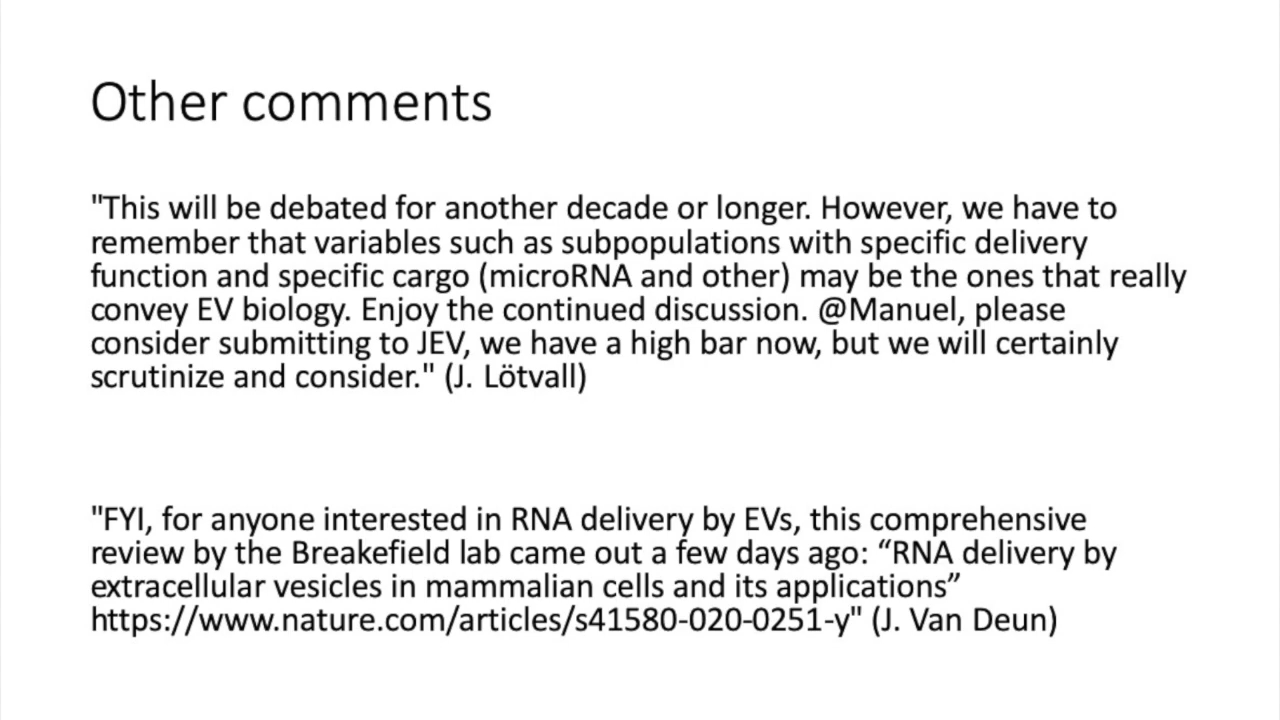 Other comments
"This will be debated for another decade or longer. However, we have to
remember that variables such as subpopulations with specific delivery
function and specific cargo (microRNA and other) may be the ones that really
convey EV biology. Enjoy the continued discussion. @Manuel, please
consider submitting to JEV, we have a high bar now, but we will certainly
scrutinize and consider." (J. Lötvall)
"FYI, for anyone interested in RNA delivery by EVs, this comprehensive
review by the Breakefield lab came out a few days ago: “RNA delivery by
extracellular vesicles in mammalian cells and its applications”
https://www.nature.com/articles/s41580-020-0251-y" (J. Van Deun)